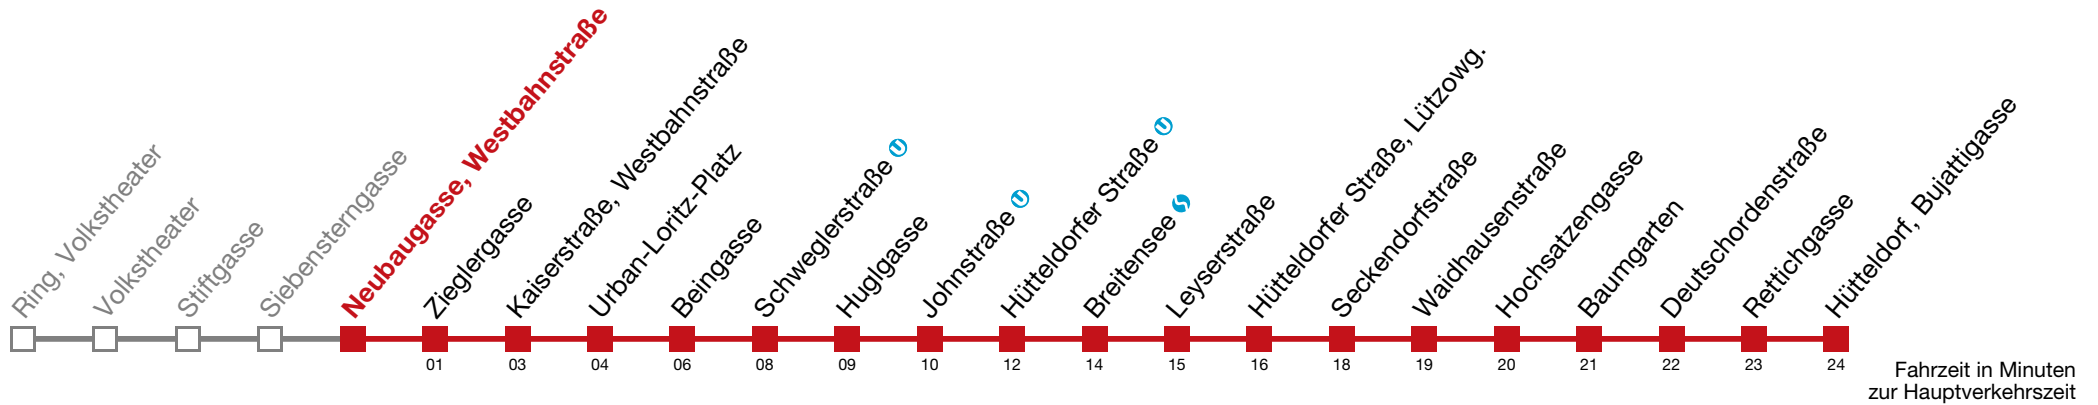 Ring, Volkstheater
Volkstheater
Stiftgasse
Siebensterngasse
Neubaugasse, Westbahnstraße
Zieglergasse
Kaiserstraße, Westbahnstraße
Urban-Loritz-Platz
Beingasse
Schweglerstraße U
Huglgasse
Johnstraße U
Hütteldorfer Straße U
Breitensee S
Leyserstraße
Hütteldorfer Straße, Lützowg.
Seckendorfstraße
Waidhausenstraße
Hochsatzengasse
Baumgarten
Deutschordenstraße
Rettichgasse
Hütteldorf, Bujattigasse
01 03 04 06 08 09 10 12 14 15 16 18 19 20 21 22 23 24
Fahrzeit in Minuten
zur Hauptverkehrszeit